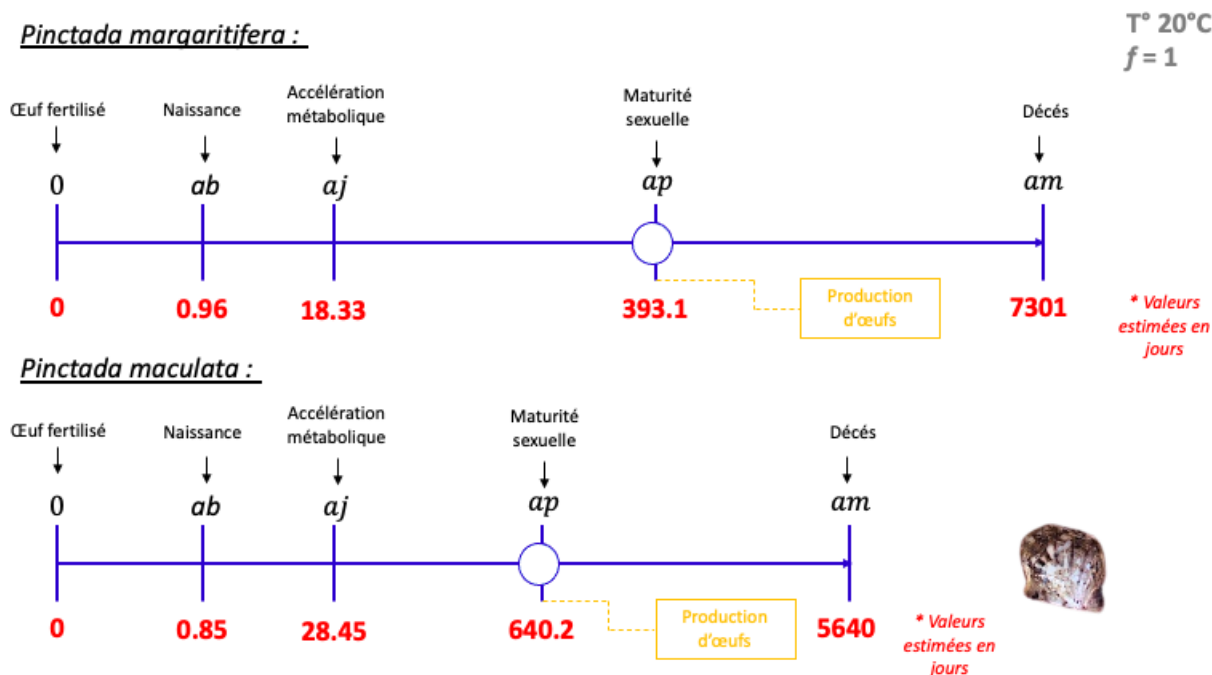 Pinctada margaritifera :
T° 20°C
f = 1
Œuf fertilisé
Naissance
Accélération
métabolique
Maturité
sexuelle
Décés
0
ab
aj
ap
am
0
0.96
18.33
393.1
Production
d'œufs
7301
* Valeurs
estimées en
jours
Pinctada maculata :
Œuf fertilisé
Naissance
Accélération
métabolique
Maturité
sexuelle
Décés
0
ab
aj
ap
am
0
0.85
28.45
640.2
Production
d'œufs
5640
* Valeurs
estimées en
jours